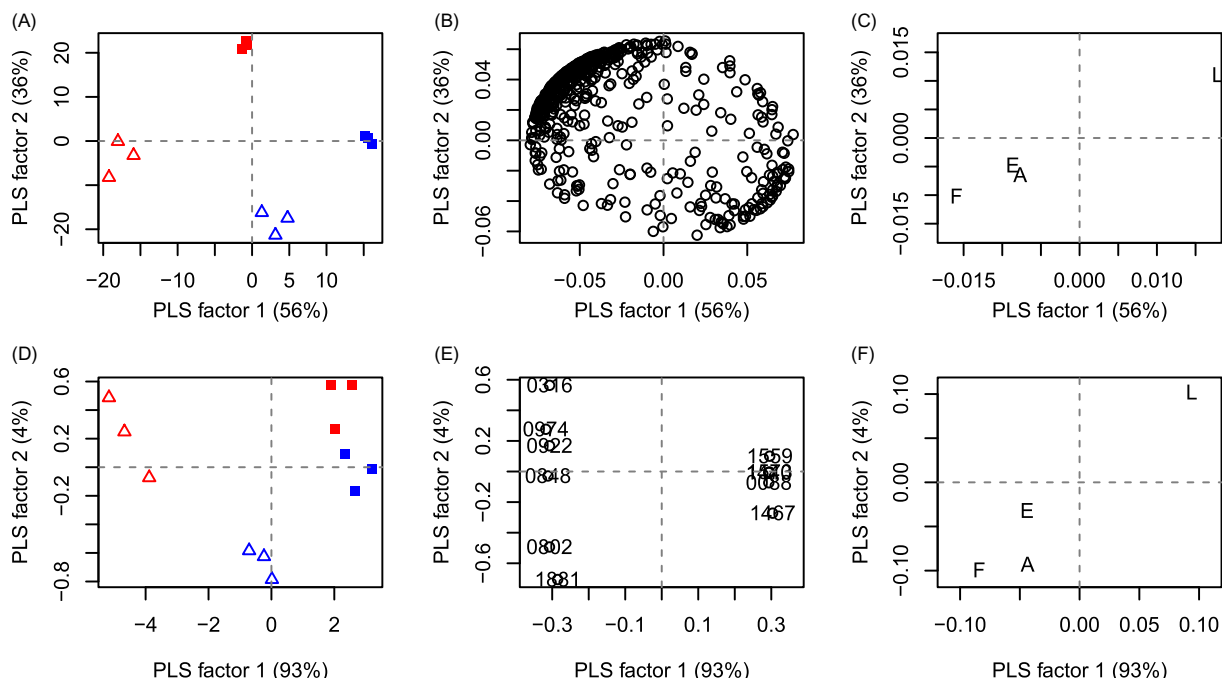 (A)
PLS factor 2 (36%)
20
10
0
−20
−20
−10
0
5
PLS factor 1 (56%)
(B)
PLS factor 2 (36%)
0.04
0.00
−0.06
−0.05
0.00
0.05
PLS factor 1 (56%)
(C)
PLS factor 2 (36%)
0.015
0.000
−0.015
L
E
A
F
−0.015
0.000
0.010
PLS factor 1 (56%)
(D)
PLS factor 2 (4%)
0.6
0.2
−0.2
−0.8
−4
−2
0
2
PLS factor 1 (93%)
(E)
PLS factor 2 (4%)
0.6
0.2
−0.2
−0.6
0316
0974
0922
0848
0802
1881
1559
0088
1467
−0.3
−0.1
0.1
0.3
PLS factor 1 (93%)
(F)
PLS factor 2 (4%)
0.10
0.00
−0.10
L
E
A
F
−0.10
0.00
0.05
0.10
PLS factor 1 (93%)